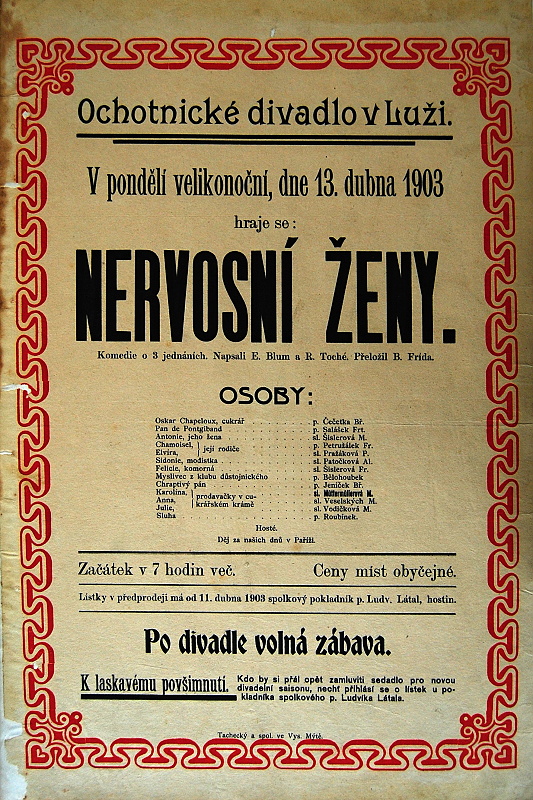 Ochotnické divadlo v Luži.
V pondělí velikonoční, dne 13. dubna 1903
hraje se:
NERVOSNÍ ŽENY.
Komedie o 3 jednáních. Napsali E. Blum a R. Toché. Přeložil B. Frída.
OSOBY:
Oskar Chapeloux, cukrář . . . p. Čečetka Bř.
Pan de Pontgiband . . . p. Salášek Frt.
Antonie, jeho žena . . . sl. Šislerová M.
Chamoisel, } její rodiče . . . p. Petružálek Fr.
Elvíra, . . . sl. Pražáková P.
Sidonie, modistka . . . sl. Patočková Al.
Felicie, komorná . . . sl. Šislerová Fr.
Myslivec z klubu důstojnického . . . p. Bělohoubek
Chraptivý pán . . . p. Jeníček Bř.
Karolina, } prodavačky v cu- . . . sl. M.
Anna, krářském krámě . . . sl. Veselských M.
Julie, . . . sl. Vodičková M.
Sluha . . . p. Roubínek.
Hosté.
Děj za našich dnů v Paříži.
Začátek v 7 hodin več. Ceny míst obyčejné.
Lístky v předprodeji má od 11. dubna 1903 spolkový pokladník p. Ludv. Látal, hostin.
Po divadle volná zábava.
K laskavému povšimnutí. Kdo by si přál opět zamluviti sedadlo pro novou
divadelní saisonu, nechť přihlásí se o lístek u po-
kladníka spolkového p. Ludvíka Látala.
Tachecký a spol. ve Vys. Mýtě.